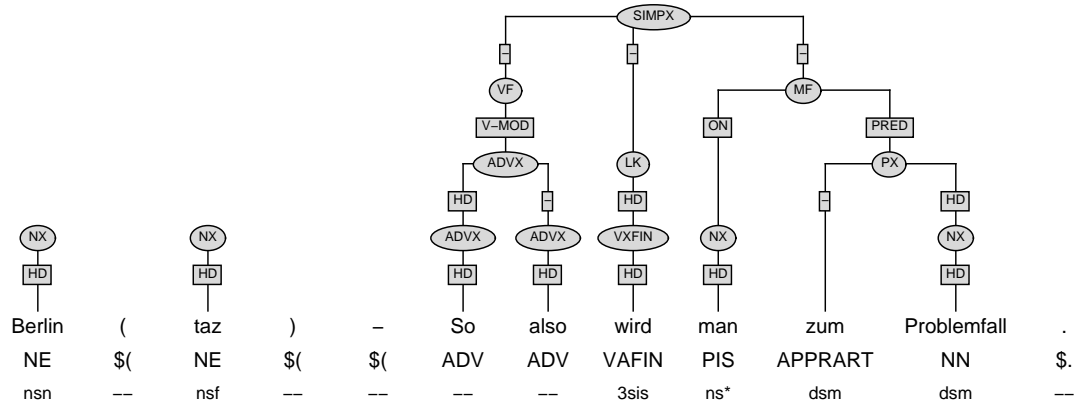 SIMPX
– – –
VF MF
V–MOD ON PRED
ADVX LK PX
HD – HD – HD
NX NX ADVX ADVX VXFIN NX NX
HD HD HD HD HD HD HD
Berlin ( taz ) – So also wird man zum Problemfall .
NE $( NE $( $( ADV ADV VAFIN PIS APPRART NN $.
nsn –– nsf –– –– –– –– 3sis ns* dsm dsm ––